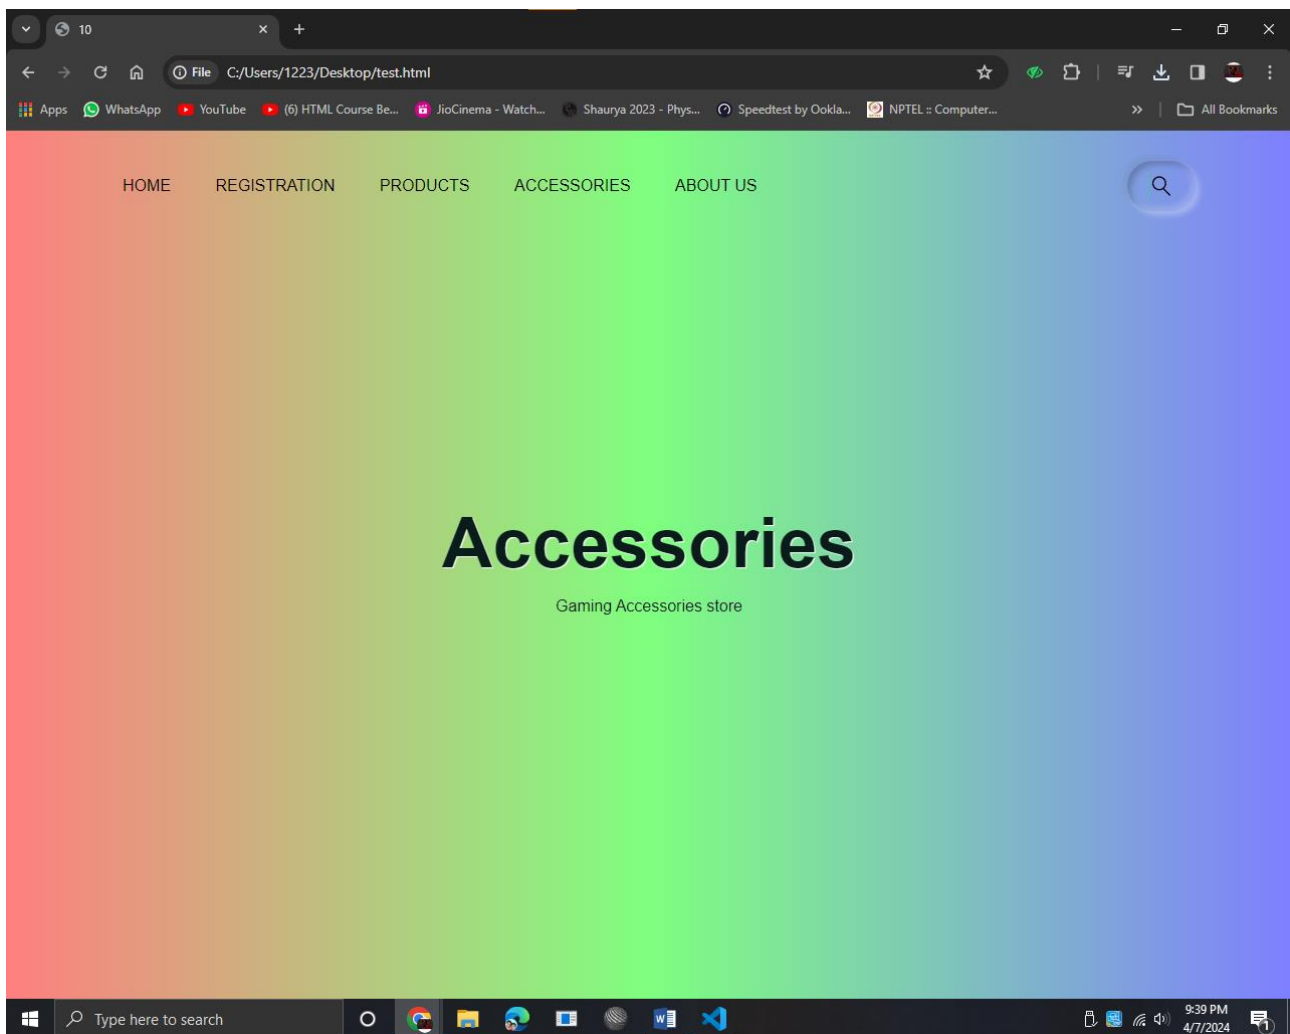 10
File C:/Users/1223/Desktop/test.html
Apps WhatsApp YouTube (6) HTML Course Be... JioCinema - Watch... Shaurya 2023 - Phys... Speedtest by Ookla... NPTEL :: Computer... » All Bookmarks
HOME REGISTRATION PRODUCTS ACCESSORIES ABOUT US
Accessories
Gaming Accessories store
Type here to search
9:39 PM
4/7/2024